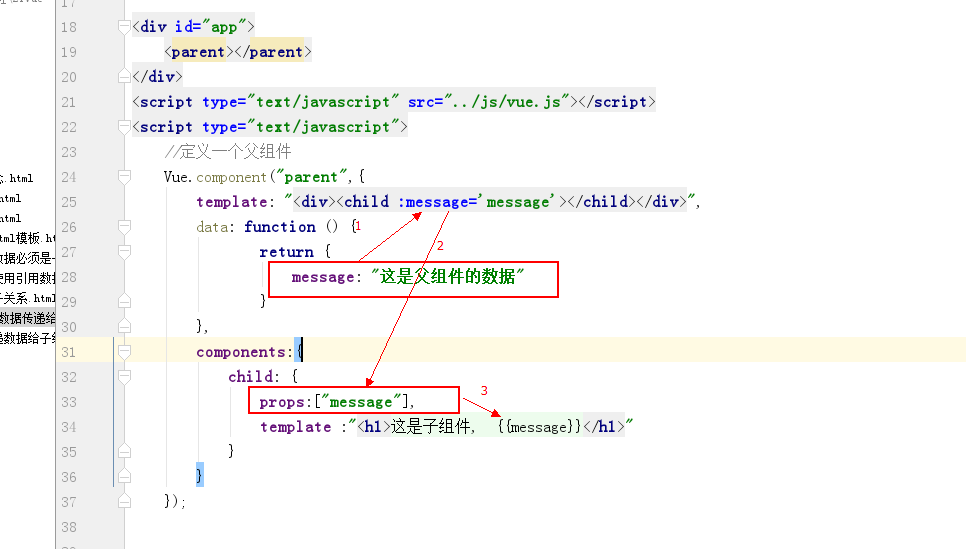 17
18 <div id="app">
19 <parent></parent>
20 </div>
21 <script type="text/javascript" src="../js/vue.js"></script>
22 <script type="text/javascript">
23 //定义一个父组件
24 Vue.component("parent",{
25 template: "<div><child :message='message'></child></div>",
26 data: function () {1
27 return {
2
28 message: "这是父组件的数据"
29 }
30 },
31 components:{
32 child: {
33 props:["message"],
3
34 template :"<h1>这是子组件, {{message}}</h1>"
35 }
36 }
37 });
38
.html
html
html
html模板.ht
数据必须是一
使用引用数据
子关系.html
数据传递给
递数据给子组